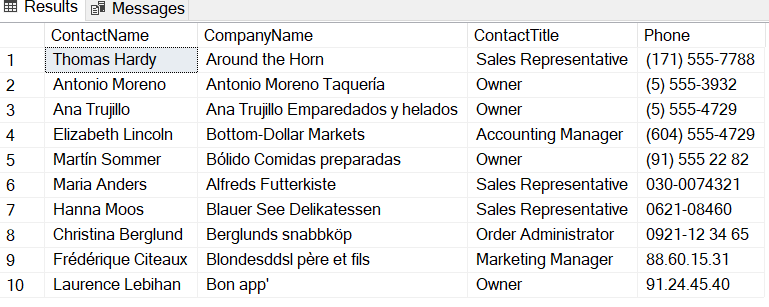 Results Messages
ContactName CompanyName ContactTitle Phone
1 Thomas Hardy Around the Horn Sales Representative (171) 555-7788
2 Antonio Moreno Antonio Moreno Taquería Owner (5) 555-3932
3 Ana Trujillo Ana Trujillo Emparedados y helados Owner (5) 555-4729
4 Elizabeth Lincoln Bottom-Dollar Markets Accounting Manager (604) 555-4729
5 Martín Sommer Bólido Comidas preparadas Owner (91) 555 22 82
6 Maria Anders Alfreds Futterkiste Sales Representative 030-0074321
7 Hanna Moos Blauer See Delikatessen Sales Representative 0621-08460
8 Christina Berglund Berglunds snabbköp Order Administrator 0921-12 34 65
9 Frédérique Citeaux Blondesddsl père et fils Marketing Manager 88.60.15.31
10 Laurence Lebihan Bon app' Owner 91.24.45.40